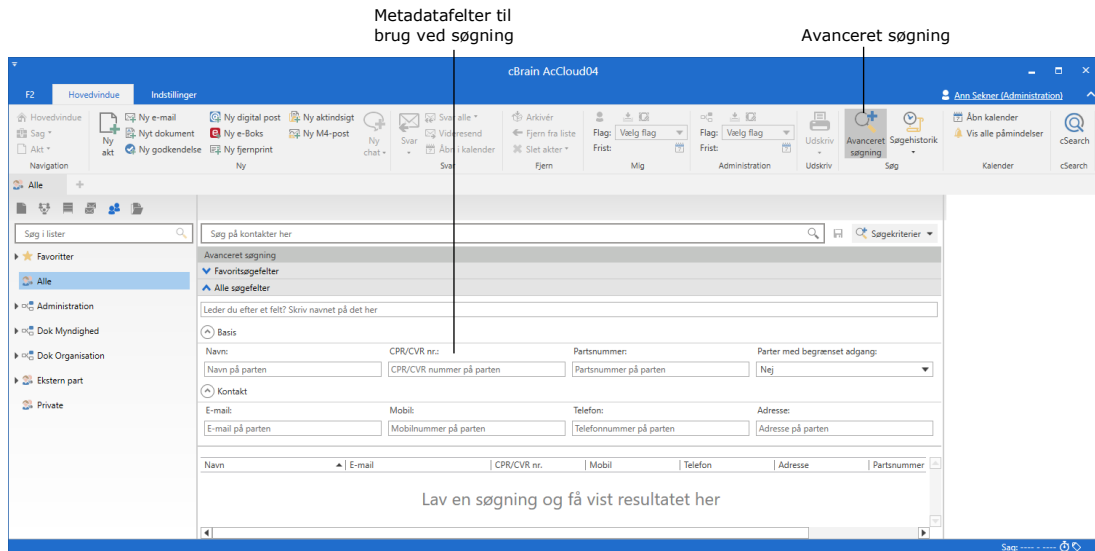 Metadatafelter til
brug ved søgning
Avanceret søgning
cBrain AcCloud04
F2 Hovedvindue Indstillinger Ann Sekner (Administration)
Hovedvindue Ny e-mail Ny digital post Ny aktindsigt Svar alle Arkivér Åbn kalender
Sag Nyt dokument Ny e-Boks Ny M4-post Videresend Fjern fra liste Flag: Vælg flag Flag: Vælg flag Vis alle påmindelser
Akt Ny godkendelse Ny fjernprint Åbn i kalender Slet akter Frist: Frist:
Ny akt
Ny chat
Svar
Udskriv
Avanceret søgning
Søgehistorik
cSearch
Navigation Ny Svar Fjern Mig Administration Udskriv Søg Kalender cSearch
Alle +
Søg i lister Søg på kontakter her Søgekriterier
Favoritter
Alle
Administration
Dok Myndighed
Dok Organisation
Ekstern part
Private
Avanceret søgning
Favoritsøgefelter
Alle søgefelter
Leder du efter et felt? Skriv navnet på det her
Basis
Navn: CPR/CVR nr.: Partsnummer: Parter med begrænset adgang:
Navn på parten CPR/CVR nummer på parten Partsnummer på parten Nej
Kontakt
E-mail: Mobil: Telefon: Adresse:
E-mail på parten Mobilnummer på parten Telefonnummer på parten Adresse på parten
Navn E-mail CPR/CVR nr. Mobil Telefon Adresse Partsnummer
Lav en søgning og få vist resultatet her
Sag: ---- - ----